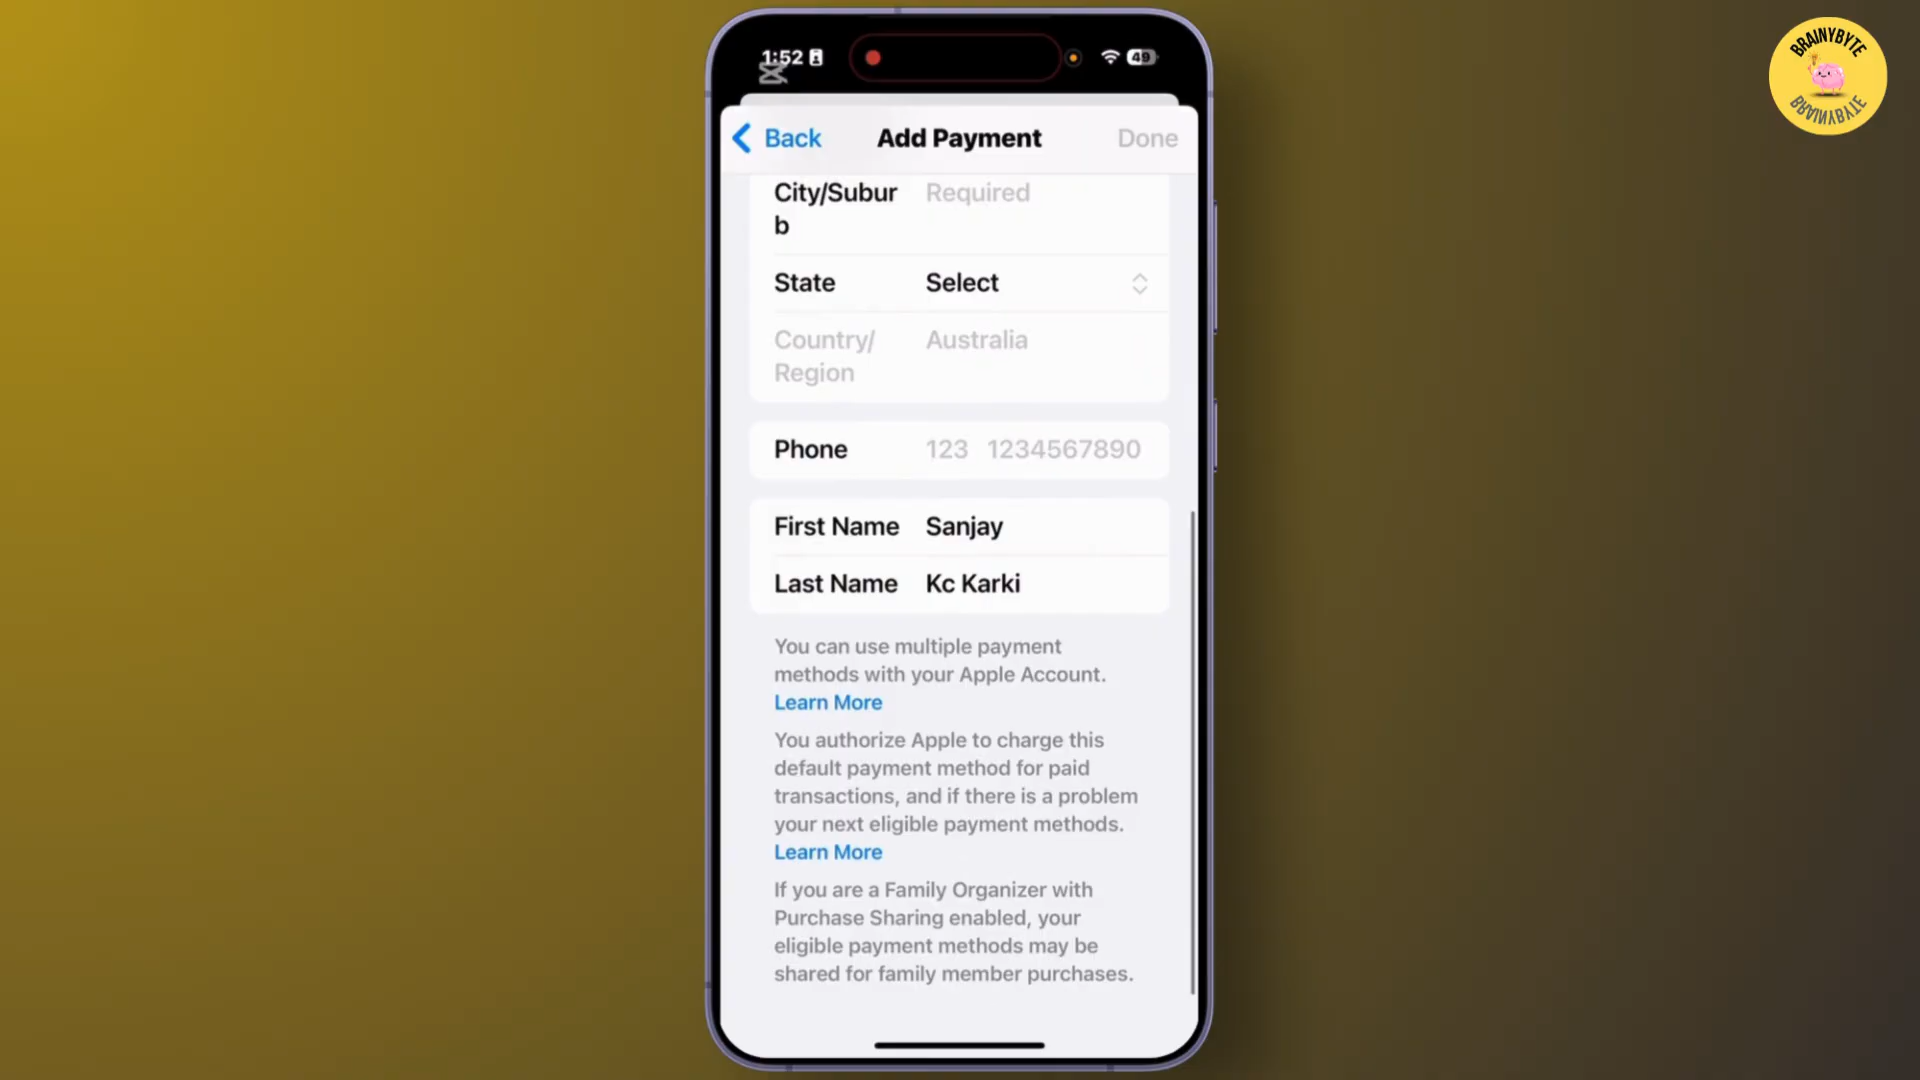 BRAINYBYTE
BRAINYBYTE
1:52
49
Back
Add Payment
Done
City/Subur
b
Required
State
Select
Country/
Region
Australia
Phone
123 1234567890
First Name
Sanjay
Last Name
Kc Karki
You can use multiple payment
methods with your Apple Account.
Learn More
You authorize Apple to charge this
default payment method for paid
transactions, and if there is a problem
your next eligible payment methods.
Learn More
If you are a Family Organizer with
Purchase Sharing enabled, your
eligible payment methods may be
shared for family member purchases.